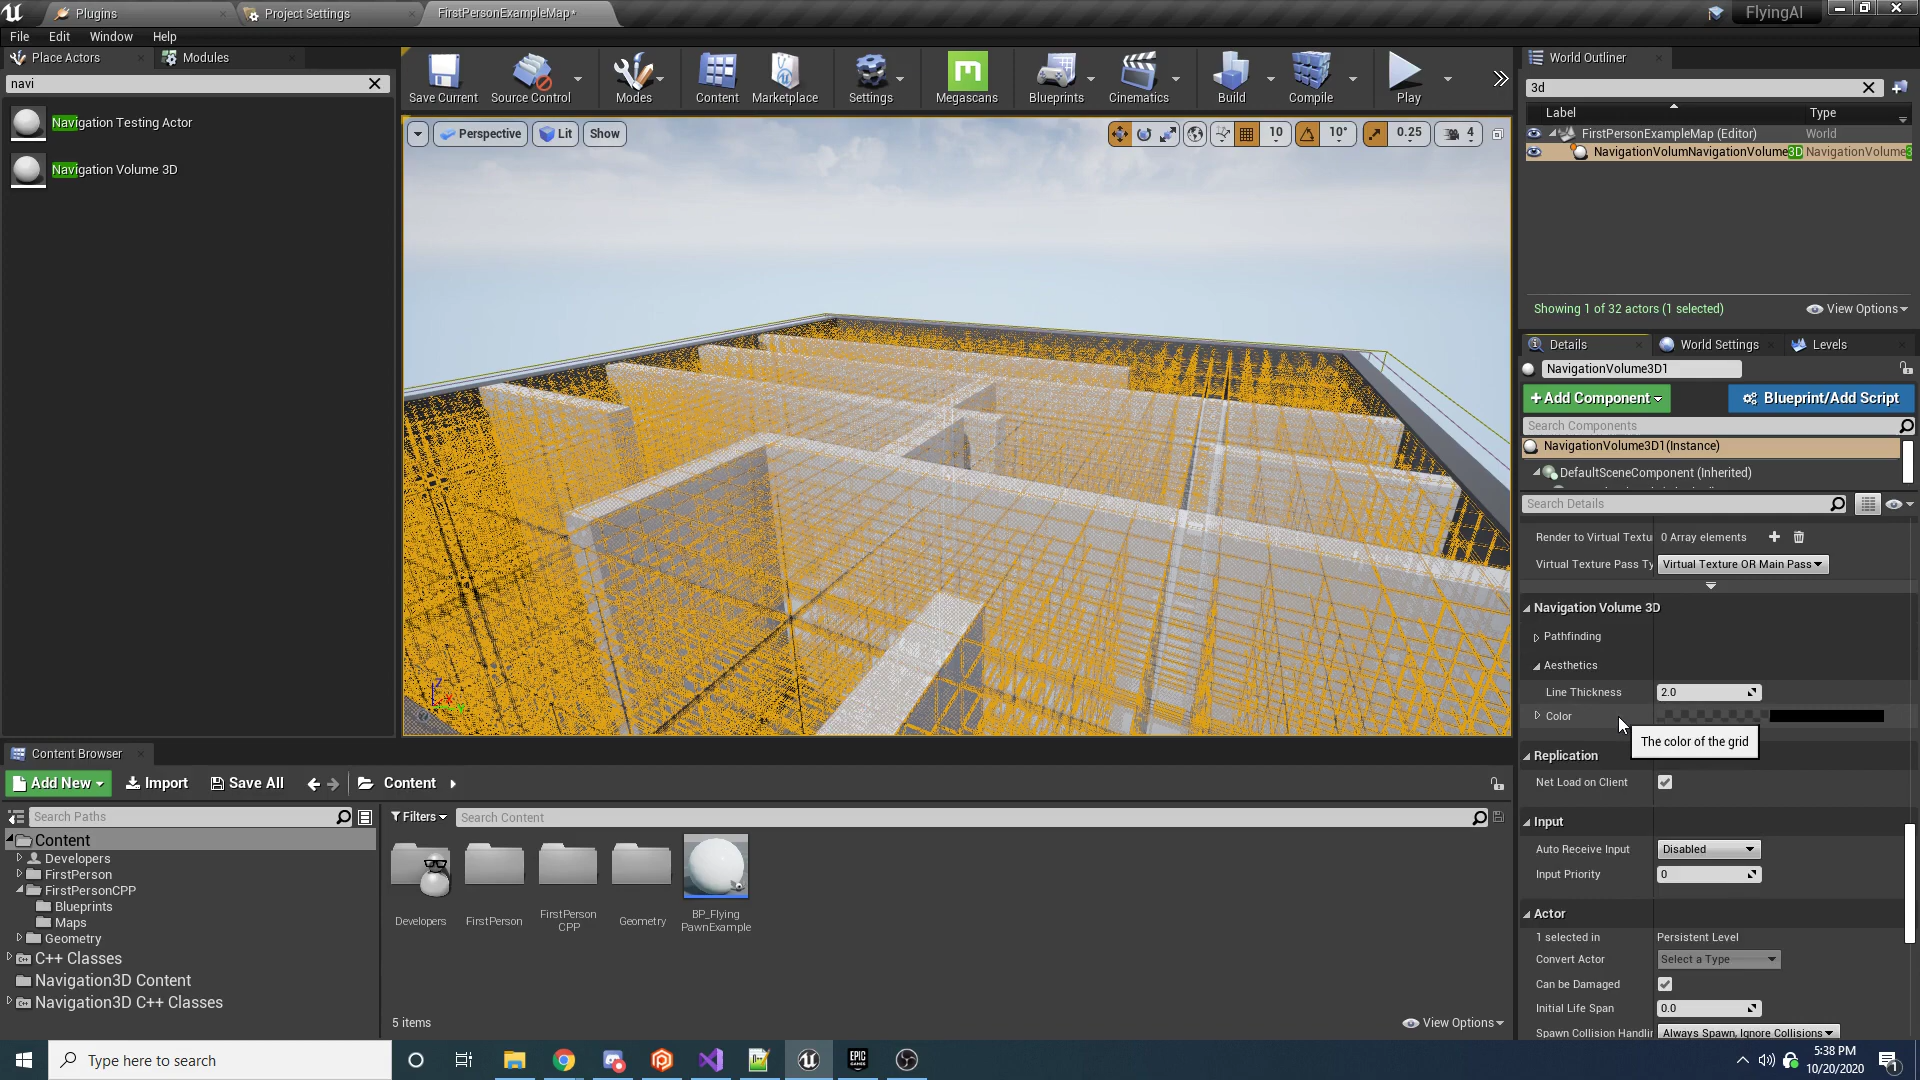 Plugins
Project Settings
FirstPersonExampleMap*
FlyingAI
File Edit Window Help
Place Actors
Modules
navi
Navigation Testing Actor
Navigation Volume 3D
Save Current
Source Control
Modes
Content
Marketplace
Settings
Megascans
Blueprints
Cinematics
Build
Compile
Play
Perspective
Lit
Show
10
10°
0.25
4
World Outliner
3d
Label
Type
FirstPersonExampleMap (Editor)
World
NavigationVolumNavigationVolume3D
NavigationVolume3
Showing 1 of 32 actors (1 selected)
View Options
Details
World Settings
Levels
NavigationVolume3D1
+Add Component
Blueprint/Add Script
Search Components
NavigationVolume3D1(Instance)
DefaultSceneComponent (Inherited)
Search Details
Render to Virtual Textu
0 Array elements
Virtual Texture Pass Ty
Virtual Texture OR Main Pass
Navigation Volume 3D
Pathfinding
Aesthetics
Line Thickness
2.0
Color
The color of the grid
Replication
Net Load on Client
Input
Auto Receive Input
Disabled
Input Priority
0
Actor
1 selected in
Persistent Level
Convert Actor
Select a Type
Can be Damaged
Initial Life Span
0.0
Spawn Collision Handlin
Always Spawn, Ignore Collisions
Content Browser
Add New
Import
Save All
Content
Search Paths
Filters
Search Content
Content
Developers
FirstPerson
FirstPersonCPP
Blueprints
Maps
Geometry
C++ Classes
Navigation3D Content
Navigation3D C++ Classes
Developers
FirstPerson
FirstPerson
CPP
Geometry
BP_Flying
PawnExample
5 items
View Options
Type here to search
EPIC
GAMES
5:38 PM
10/20/2020
1